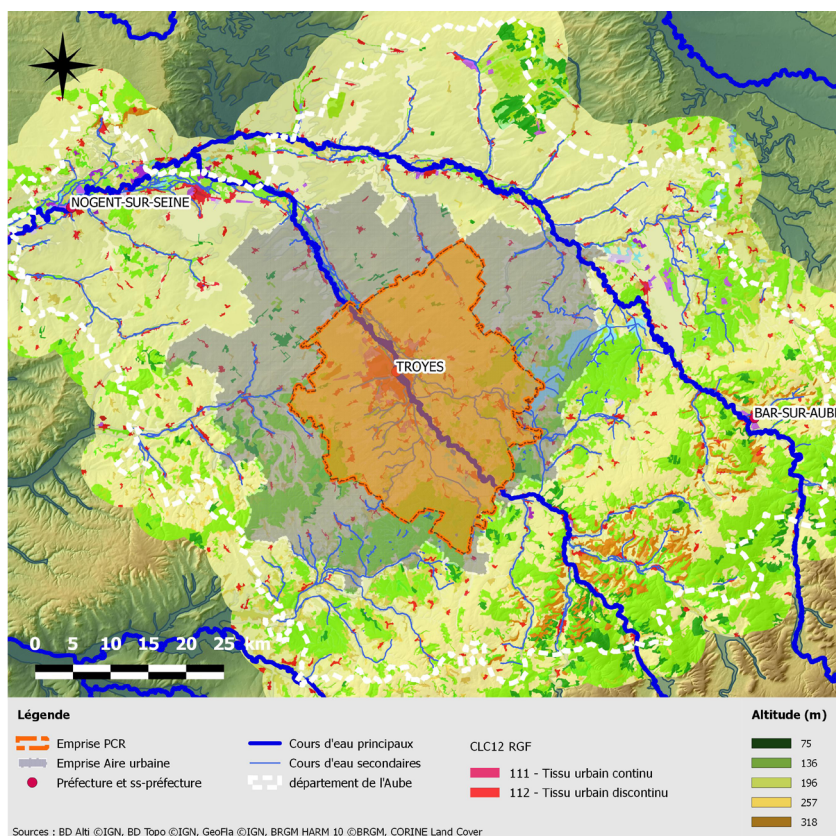 NOGENT-SUR-SEINE
TROYES
BAR-SUR-AUBE
0 5 10 15 20 25 km
Légende
Emprise PCR
Emprise Aire urbaine
Préfecture et ss-préfecture
Cours d'eau principaux
Cours d'eau secondaires
département de l'Aube
CLC12 RGF
111 - Tissu urbain continu
112 - Tissu urbain discontinu
Altitude (m)
75
136
196
257
318
Sources : BD Alti ©IGN, BD Topo ©IGN, GeoFla ©IGN, BRGM HARM 10 ©BRGM, CORINE Land Cover